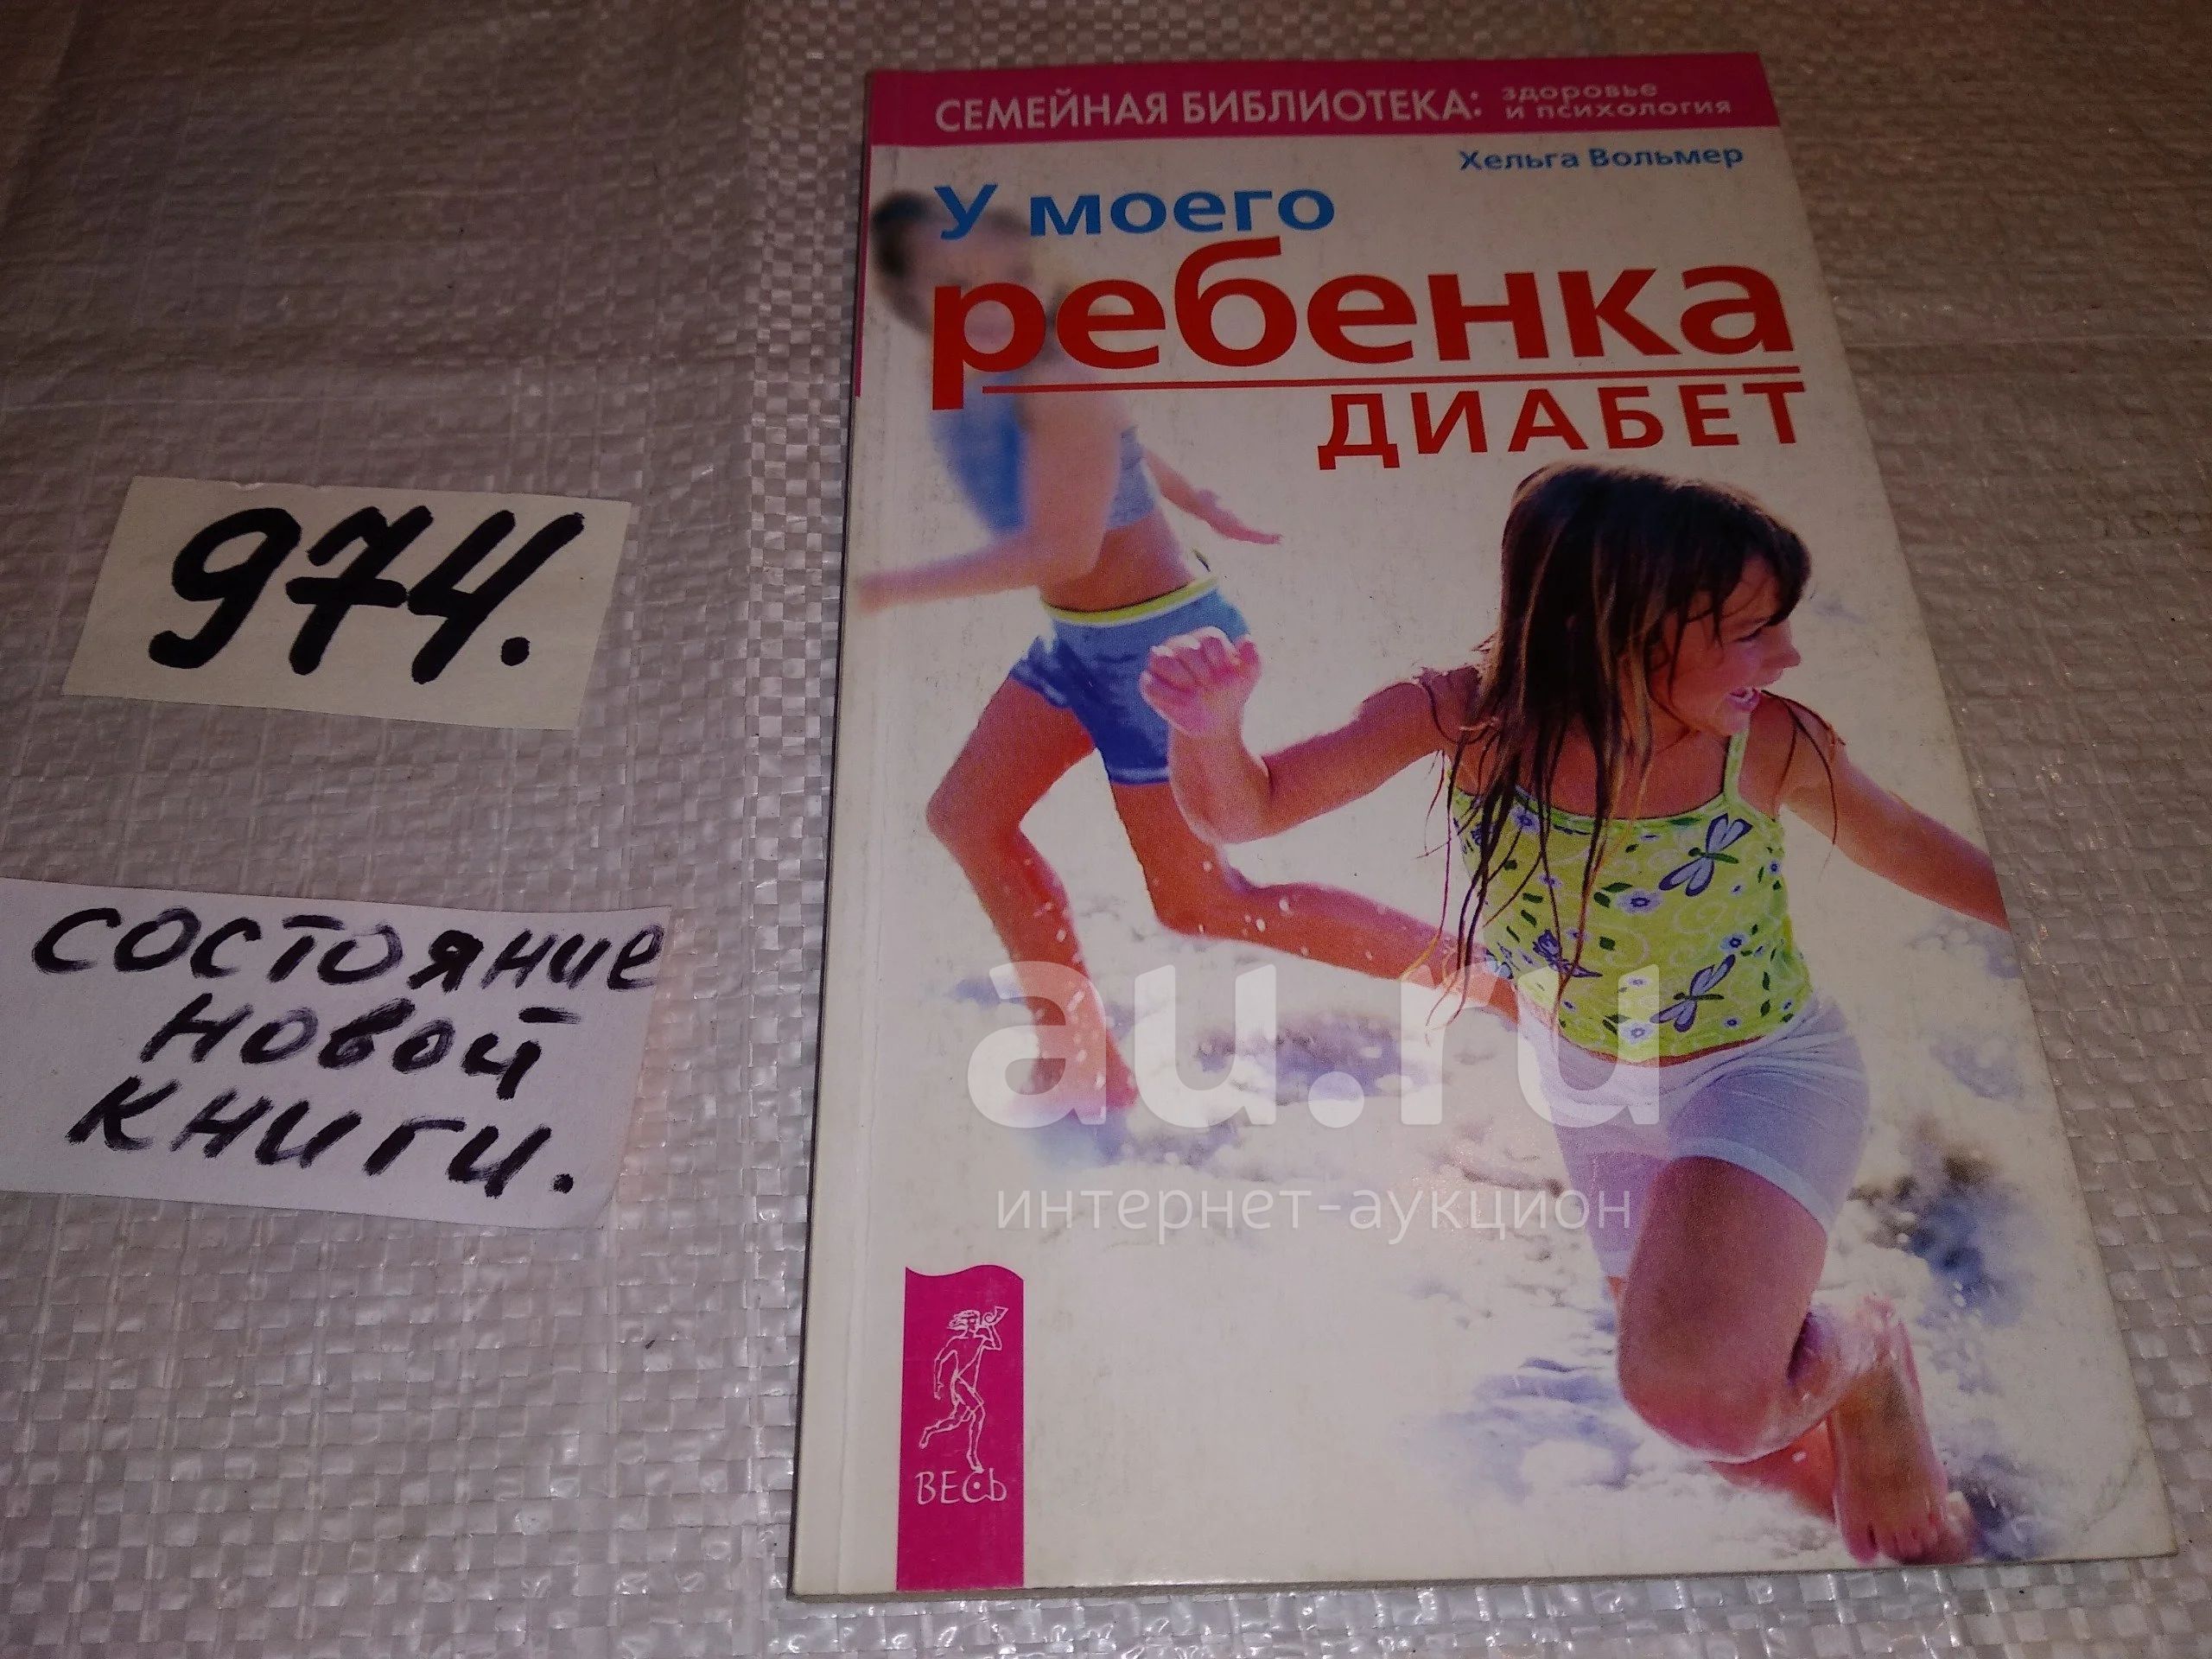 СЕМЕЙНАЯ БИБЛИОТЕКА: здоровье
и психология
Хельга Вольмер
У моего
ребенка
ДИАБЕТ
974.
состояние
новой
книги.
au.ru
интернет-аукцион
ВЕСЬ